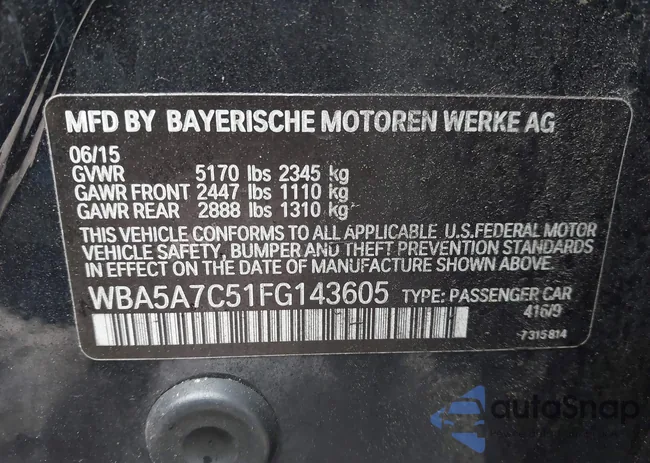 MFD BY BAYERISCHE MOTOREN WERKE AG
06/15
GVWR 5170 lbs 2345 kg
GAWR FRONT 2447 lbs 1110 kg
GAWR REAR 2888 lbs 1310 kg
THIS VEHICLE CONFORMS TO ALL APPLICABLE U.S.FEDERAL MOTOR
VEHICLE SAFETY, BUMPER AND THEFT PREVENTION STANDARDS
IN EFFECT ON THE DATE OF MANUFACTURE SHOWN ABOVE.
WBA5A7C51FG143605 TYPE: PASSENGER CAR
416/9
7315814
autoSnap